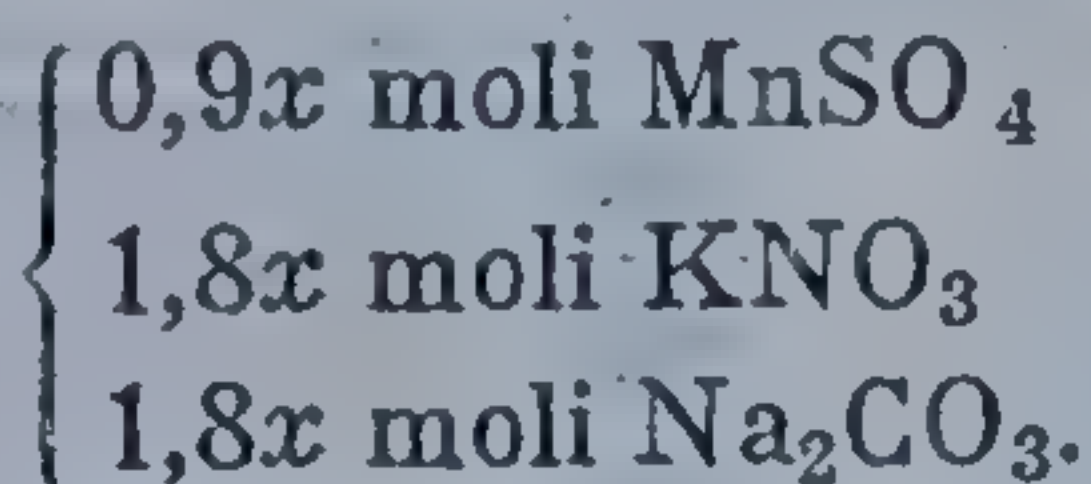 0,9x moli MnSO₄
1,8x moli KNO₃
1,8x moli Na₂CO₃.